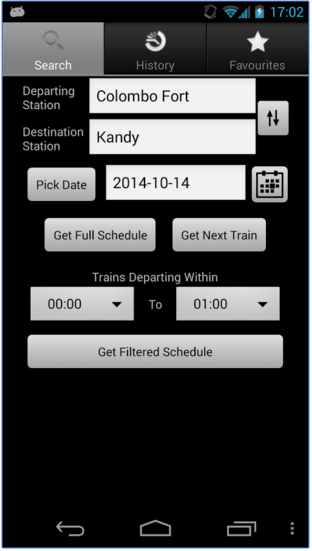 17:02
Search
History
Favourites
Departing
Station
Colombo Fort
Destination
Station
Kandy
Pick Date
2014-10-14
Get Full Schedule
Get Next Train
Trains Departing Within
00:00
To
01:00
Get Filtered Schedule